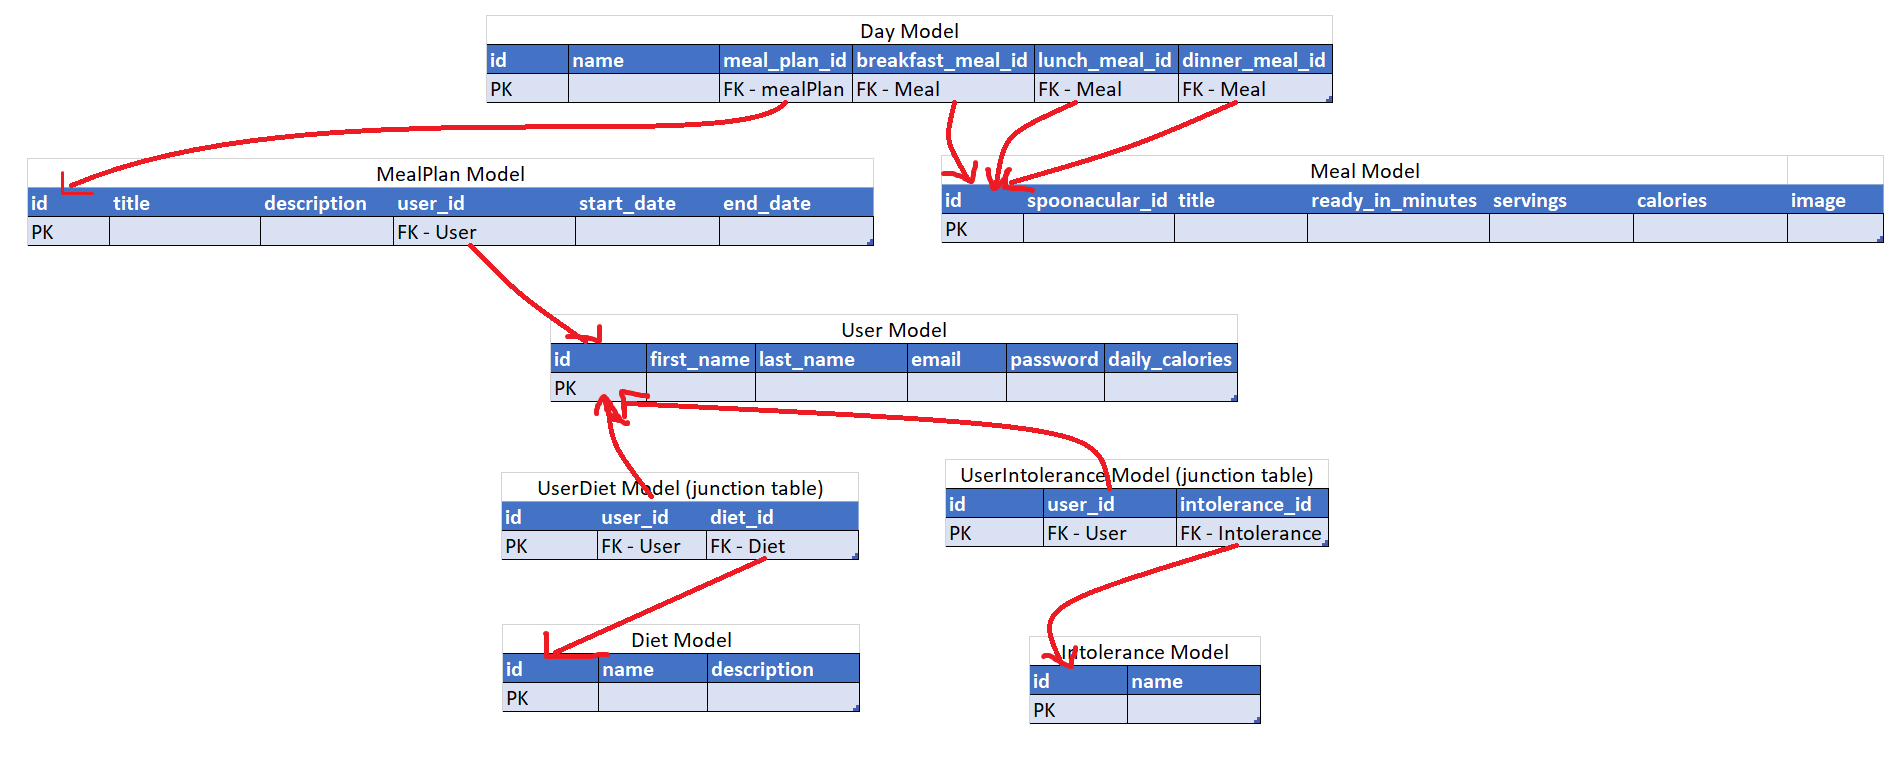 Day Model
id name meal_plan_id breakfast_meal_id lunch_meal_id dinner_meal_id
PK FK - mealPlan FK - Meal FK - Meal FK - Meal
MealPlan Model
id title description user_id start_date end_date
PK FK - User
Meal Model
id spoonacular_id title ready_in_minutes servings calories image
PK
User Model
id first_name last_name email password daily_calories
PK
UserDiet Model (junction table)
id user_id diet_id
PK FK - User FK - Diet
UserIntolerance Model (junction table)
id user_id intolerance_id
PK FK - User FK - Intolerance
Diet Model
id name description
PK
Intolerance Model
id name
PK